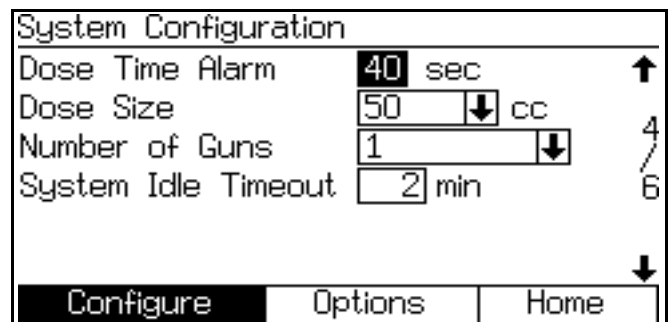 System Configuration
Dose Time Alarm 40 sec
Dose Size 50 cc
Number of Guns 1
System Idle Timeout 2 min
4/6
Configure Options Home